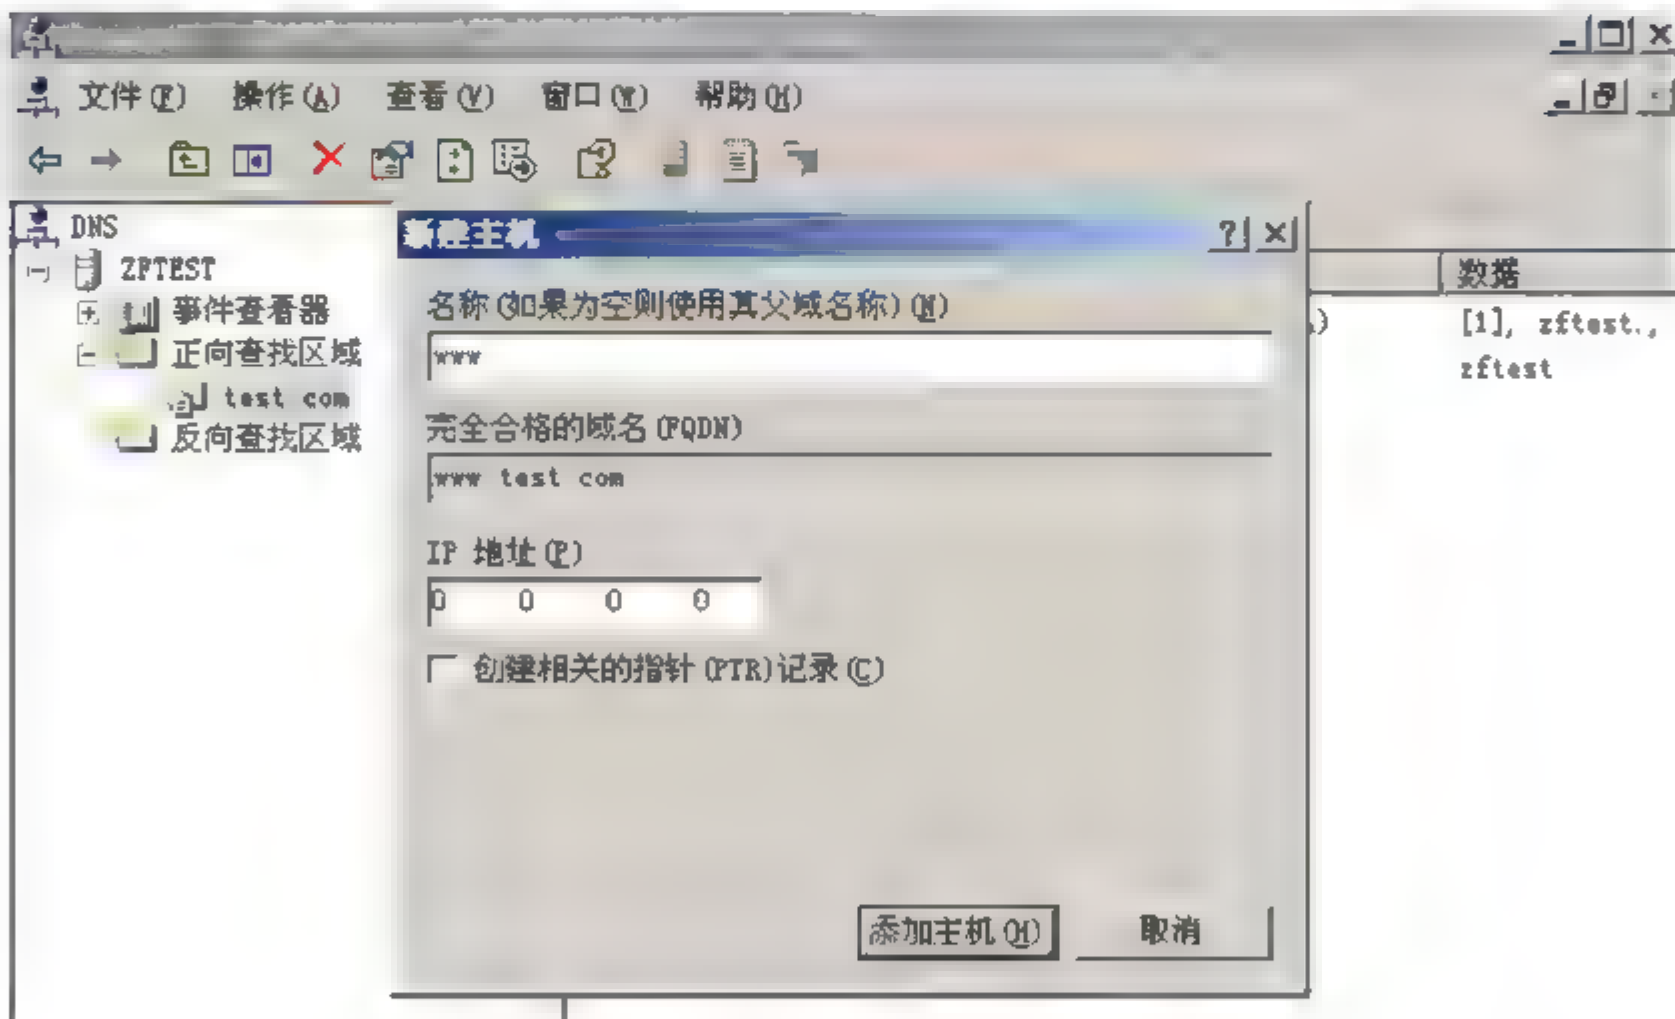 文件(F) 操作(A) 查看(V) 窗口(W) 帮助(H)
DNS
ZFTEST
事件查看器
正向查找区域
test com
反向查找区域
新建主机
名称(如果为空则使用其父域名称)(N)
www
完全合格的域名(FQDN)
www test com
IP 地址(P)
0 0 0 0
创建相关的指针(PTR)记录(C)
添加主机(H) 取消
数据
[1], zftest.,
zftest